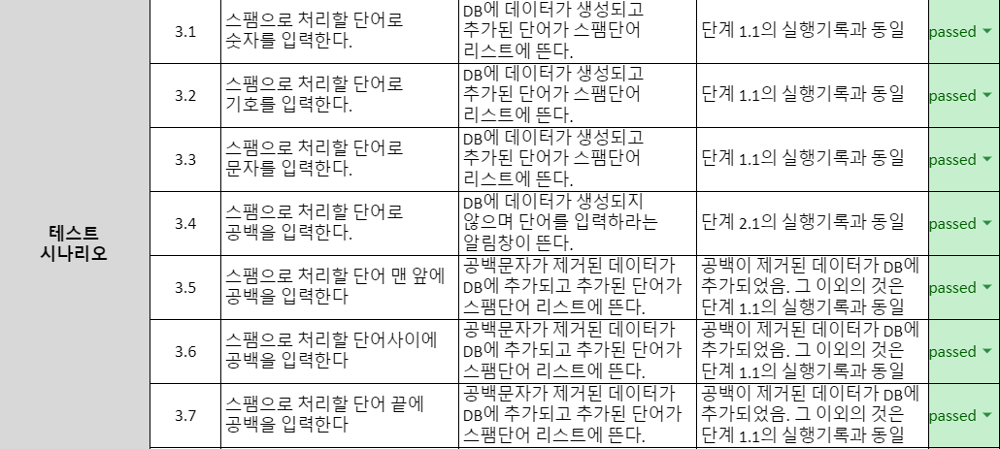 테스트
시나리오
3.1
스팸으로 처리할 단어로
숫자를 입력한다.
DB에 데이터가 생성되고
추가된 단어가 스팸단어
리스트에 뜬다.
단계 1.1의 실행기록과 동일
passed
3.2
스팸으로 처리할 단어로
기호를 입력한다.
DB에 데이터가 생성되고
추가된 단어가 스팸단어
리스트에 뜬다.
단계 1.1의 실행기록과 동일
passed
3.3
스팸으로 처리할 단어로
문자를 입력한다.
DB에 데이터가 생성되고
추가된 단어가 스팸단어
리스트에 뜬다.
단계 1.1의 실행기록과 동일
passed
3.4
스팸으로 처리할 단어로
공백을 입력한다.
DB에 데이터가 생성되지
않으며 단어를 입력하라는
알림창이 뜬다.
단계 2.1의 실행기록과 동일
passed
3.5
스팸으로 처리할 단어 맨 앞에
공백을 입력한다
공백문자가 제거된 데이터가
DB에 추가되고 추가된 단어가
스팸단어 리스트에 뜬다.
공백이 제거된 데이터가 DB에
추가되었음. 그 이외의 것은
단계 1.1의 실행기록과 동일
passed
3.6
스팸으로 처리할 단어사이에
공백을 입력한다
공백문자가 제거된 데이터가
DB에 추가되고 추가된 단어가
스팸단어 리스트에 뜬다.
공백이 제거된 데이터가 DB에
추가되었음. 그 이외의 것은
단계 1.1의 실행기록과 동일
passed
3.7
스팸으로 처리할 단어 끝에
공백을 입력한다
공백문자가 제거된 데이터가
DB에 추가되고 추가된 단어가
스팸단어 리스트에 뜬다.
공백이 제거된 데이터가 DB에
추가되었음. 그 이외의 것은
단계 1.1의 실행기록과 동일
passed